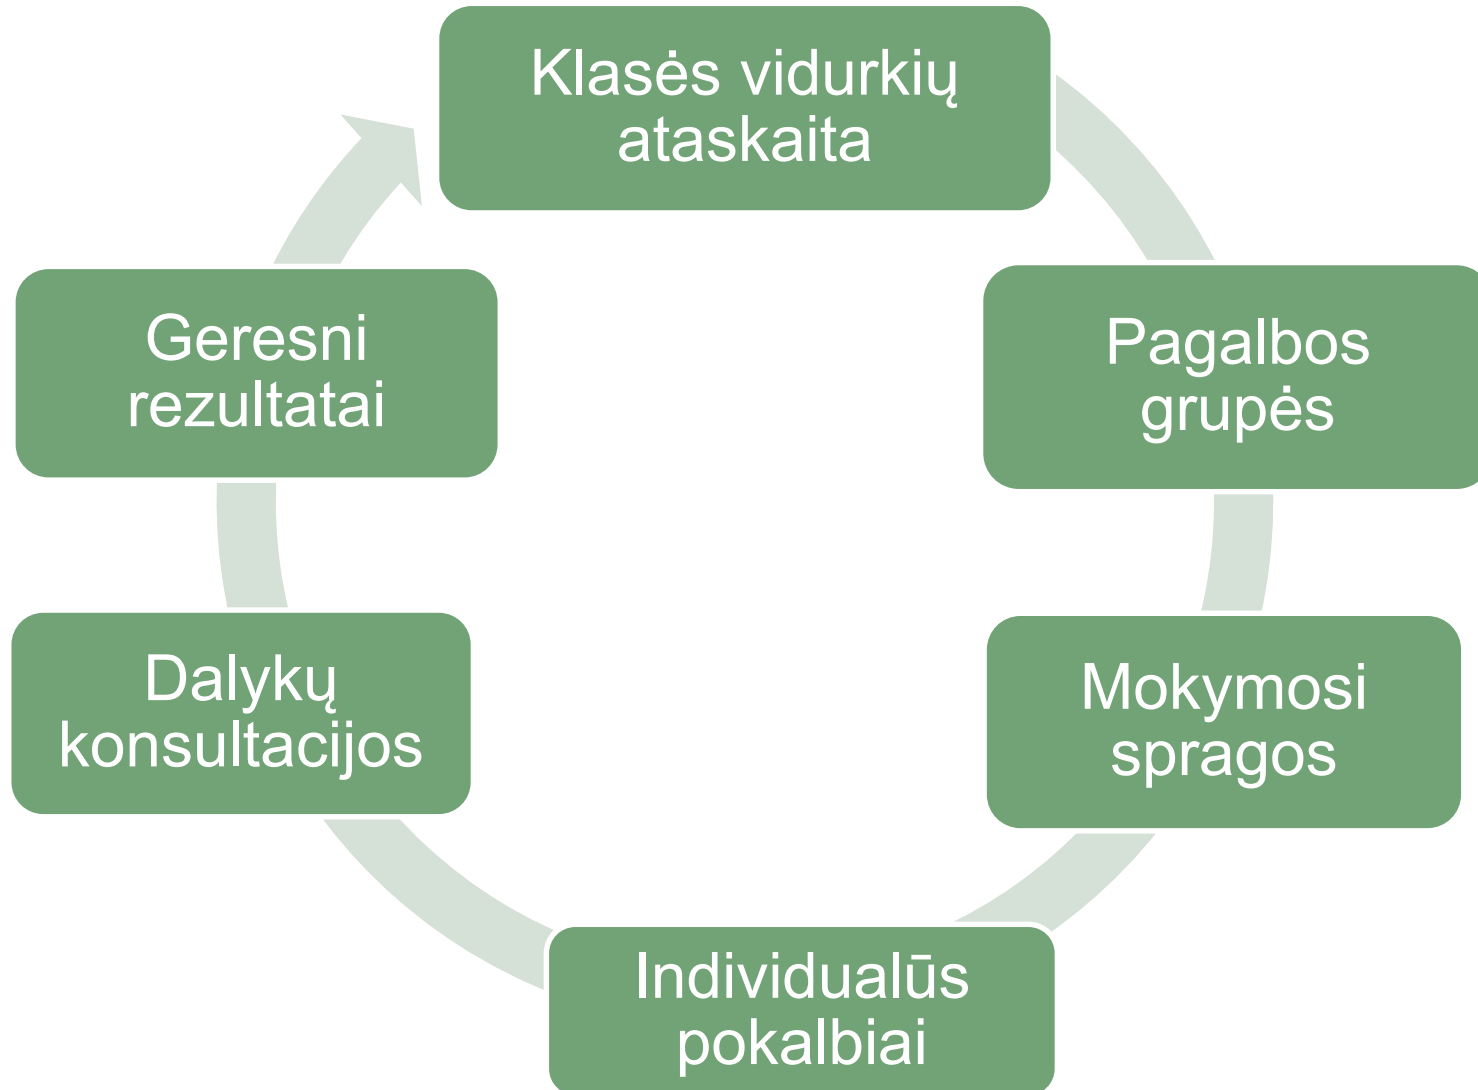 Klasės vidurkių
ataskaita
Pagalbos
grupės
Mokymosi
spragos
Individualūs
pokalbiai
Dalykų
konsultacijos
Geresni
rezultatai